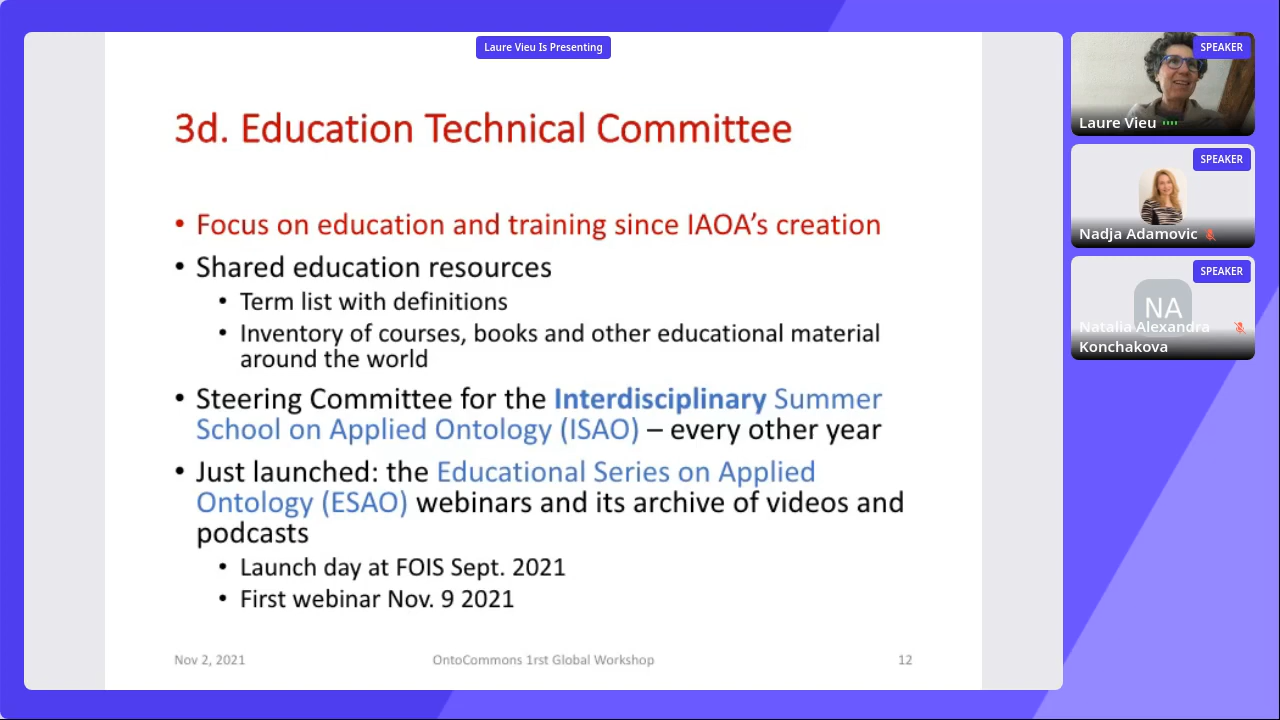 Laure Vieu Is Presenting
3d. Education Technical Committee
• Focus on education and training since IAOA’s creation
• Shared education resources
• Term list with definitions
• Inventory of courses, books and other educational material
around the world
• Steering Committee for the Interdisciplinary Summer
School on Applied Ontology (ISAO) – every other year
• Just launched: the Educational Series on Applied
Ontology (ESAO) webinars and its archive of videos and
podcasts
• Launch day at FOIS Sept. 2021
• First webinar Nov. 9 2021
Nov 2, 2021
OntoCommons 1rst Global Workshop
12
SPEAKER
Laure Vieu
SPEAKER
Nadja Adamovic
SPEAKER
NA
Natalia Alexandra
Konchakova